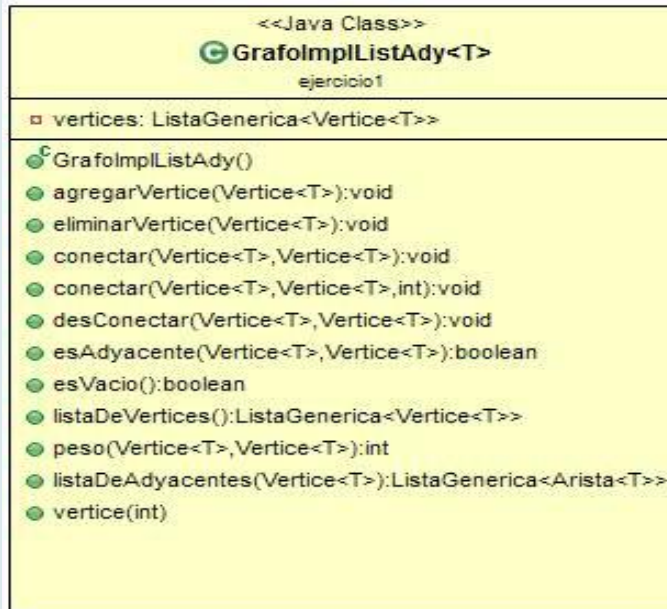 <<Java Class>>
GrafoImplListAdy<T>
ejercicio1
vertices: ListaGenerica<Vertice<T>>
GrafoImplListAdy()
agregarVertice(Vertice<T>):void
eliminarVertice(Vertice<T>):void
conectar(Vertice<T>,Vertice<T>):void
conectar(Vertice<T>,Vertice<T>,int):void
desConectar(Vertice<T>,Vertice<T>):void
esAdyacente(Vertice<T>,Vertice<T>):boolean
esVacio():boolean
listaDeVertices():ListaGenerica<Vertice<T>>
peso(Vertice<T>,Vertice<T>):int
listaDeAdyacentes(Vertice<T>):ListaGenerica<Arista<T>>
vertice(int)